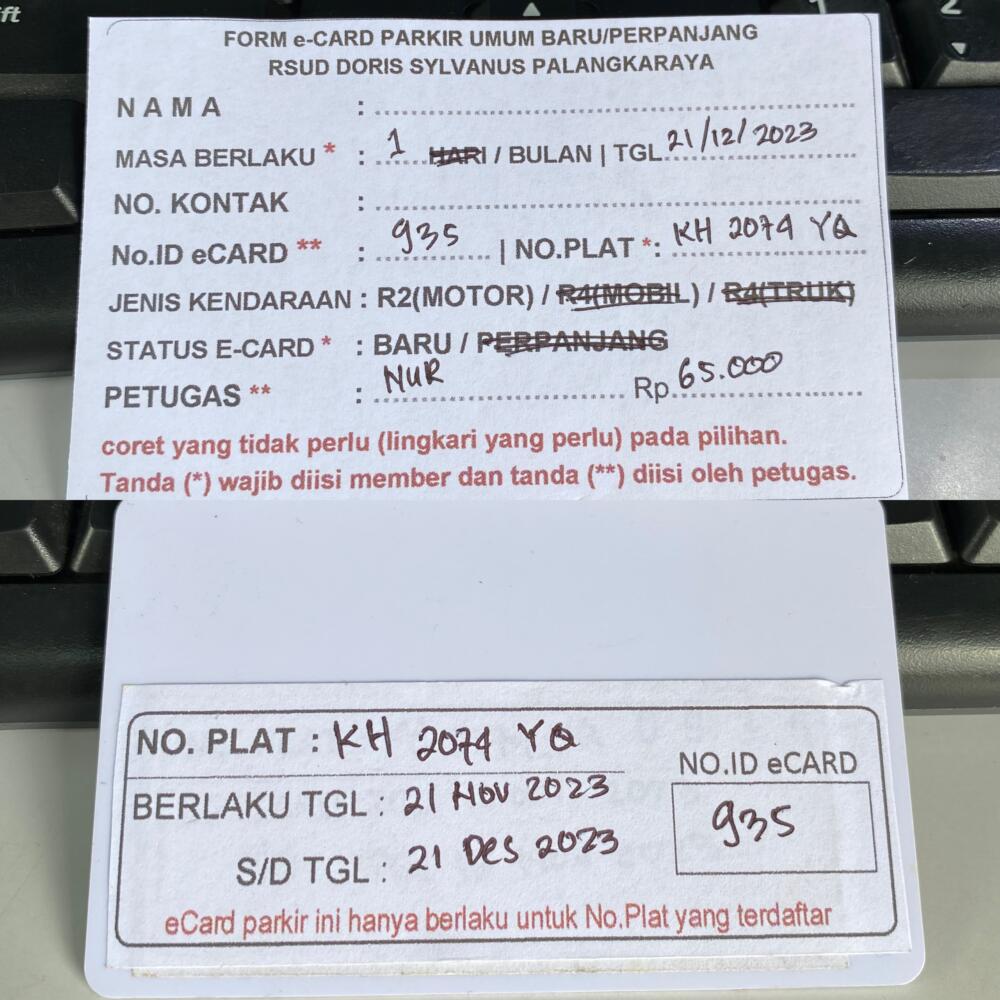 ft
1
2
FORM e-CARD PARKIR UMUM BARU/PERPANJANG
RSUD DORIS SYLVANUS PALANGKARAYA
NAMA : ........................
MASA BERLAKU * : 1 HARI / BULAN | TGL. 21/12/2023
NO. KONTAK : ........................
No.ID eCARD ** : 935 | NO.PLAT *: KH 2074 YQ
JENIS KENDARAAN : R2(MOTOR) / R4(MOBIL) / R4(TRUK)
STATUS E-CARD * : BARU / PERPANJANG
PETUGAS ** : NUR Rp. 65.000
coret yang tidak perlu (lingkari yang perlu) pada pilihan.
Tanda (*) wajib diisi member dan tanda (**) diisi oleh petugas.
NO. PLAT : KH 2074 YQ
NO.ID eCARD
BERLAKU TGL : 21 NOV 2023
935
S/D TGL : 21 DES 2023
eCard parkir ini hanya berlaku untuk No.Plat yang terdaftar